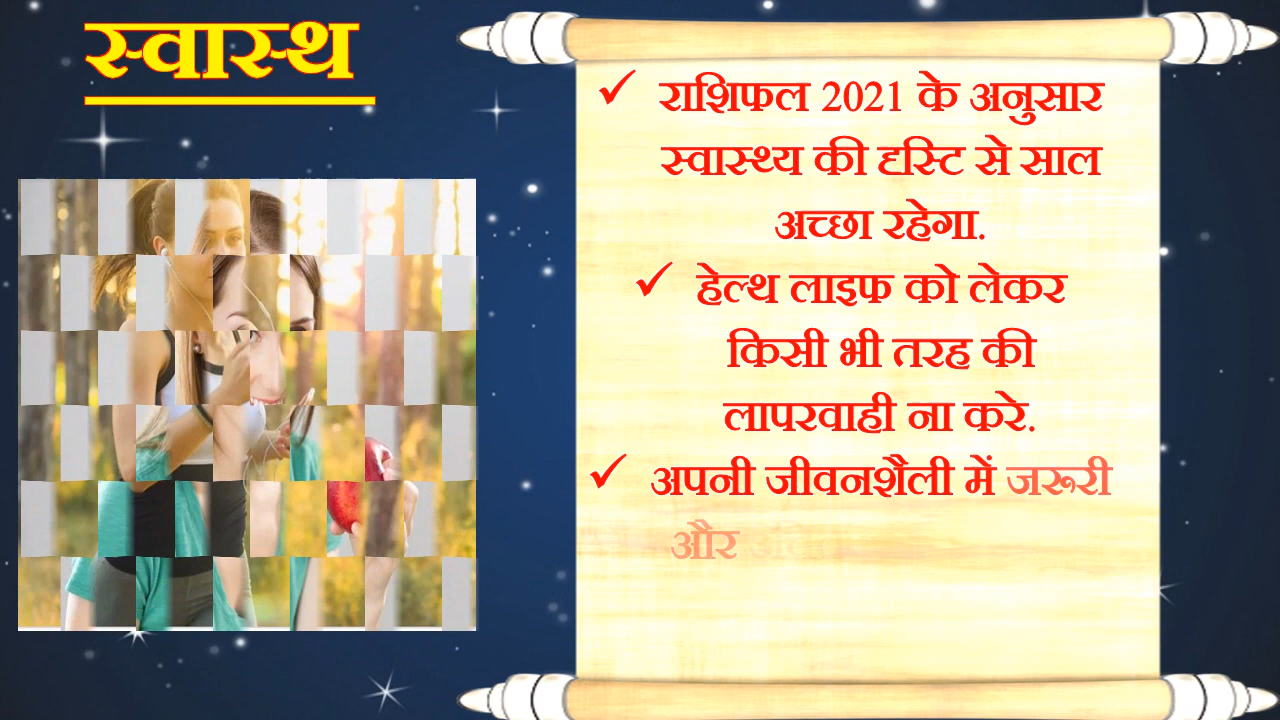 स्वास्थ
✓ राशिफल 2021 के अनुसार
स्वास्थ्य की दृस्टि से साल
अच्छा रहेगा.
✓ हेल्थ लाइफ को लेकर
किसी भी तरह की
लापरवाही ना करे.
✓ अपनी जीवनशैली में जरूरी
और